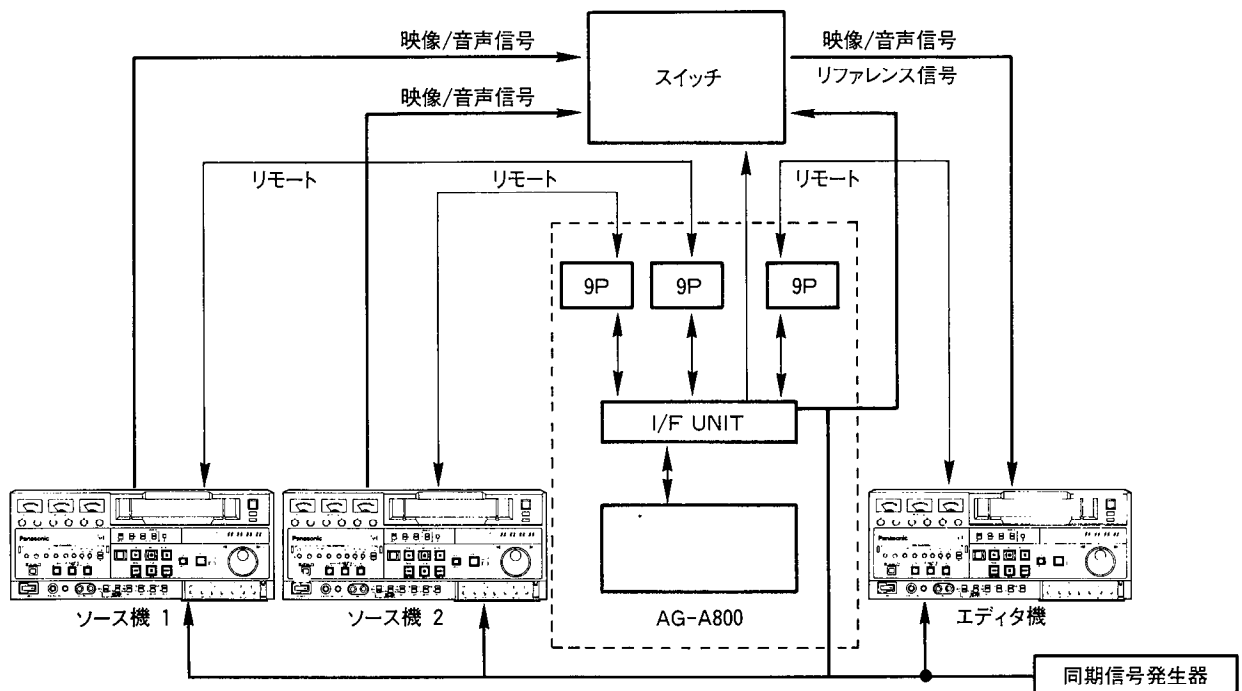 映像/音声信号
映像/音声信号
スイッチ
映像/音声信号
リファレンス信号
リモート
リモート
リモート
9P
9P
9P
I/F UNIT
Panasonic
Panasonic
Panasonic
ソース機 1
ソース機 2
AG-A800
エディタ機
同期信号発生器